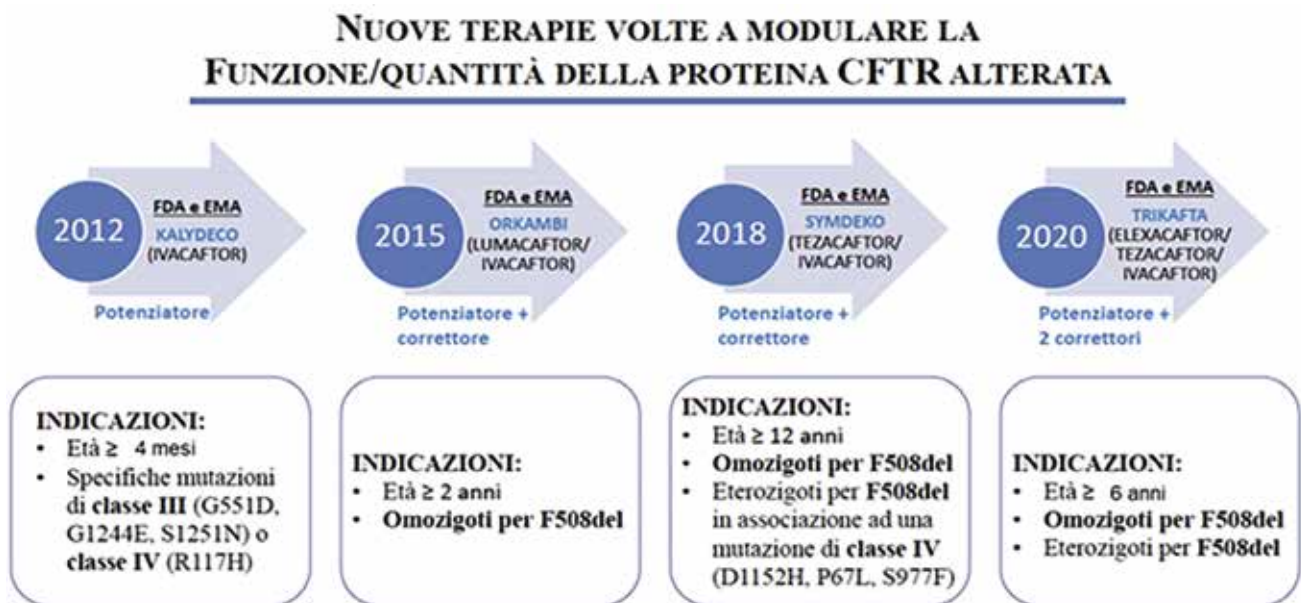 NUOVE TERAPIE VOLTE A MODULARE LA
FUNZIONE/QUANTITÀ DELLA PROTEINA CFTR ALTERATA
2012
FDA e EMA
KALYDECO
(IVACAFTOR)
Potenziatore
2015
FDA e EMA
ORKAMBI
(LUMACAFTOR/
IVACAFTOR)
Potenziatore +
correttore
2018
FDA e EMA
SYMDEKO
(TEZACAFTOR/
IVACAFTOR)
Potenziatore +
correttore
2020
FDA e EMA
TRIKAFTA
(ELEXACAFTOR/
TEZACAFTOR/
IVACAFTOR)
Potenziatore +
2 correttori
INDICAZIONI:
• Età ≥ 4 mesi
• Specifiche mutazioni
di classe III (G551D,
G1244E, S1251N) o
classe IV (R117H)
INDICAZIONI:
• Età ≥ 2 anni
• Omozigoti per F508del
INDICAZIONI:
• Età ≥ 12 anni
• Omozigoti per F508del
• Eterozigoti per F508del
in associazione ad una
mutazione di classe IV
(D1152H, P67L, S977F)
INDICAZIONI:
• Età ≥ 6 anni
• Omozigoti per F508del
• Eterozigoti per F508del